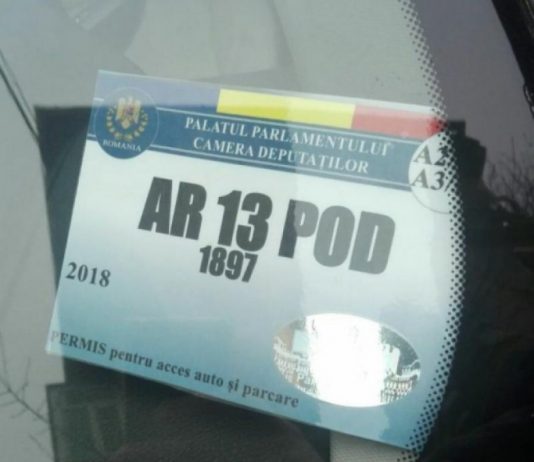 PALATUL PARLAMENTULUI
CAMERA DEPUTAȚILOR
ROMANIA
A2
A3
AR 13 POD
1897
2018
PERMIS pentru acces auto și parcare